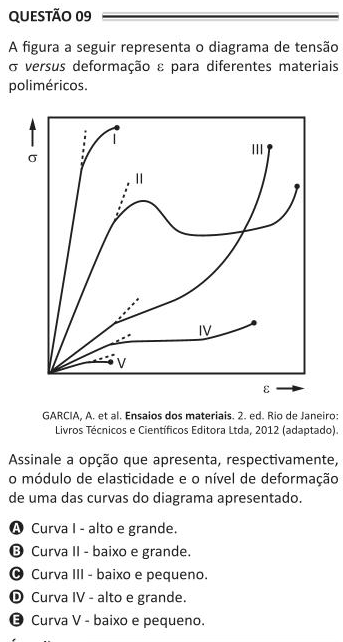 QUESTÃO 09
A figura a seguir representa o diagrama de tensão
σ versus deformação ε para diferentes materiais
poliméricos.
I
III
σ
II
IV
V
ε
GARCIA, A. et al. Ensaios dos materiais. 2. ed. Rio de Janeiro:
Livros Técnicos e Científicos Editora Ltda, 2012 (adaptado).
Assinale a opção que apresenta, respectivamente,
o módulo de elasticidade e o nível de deformação
de uma das curvas do diagrama apresentado.
A Curva I - alto e grande.
B Curva II - baixo e grande.
C Curva III - baixo e pequeno.
D Curva IV - alto e grande.
E Curva V - baixo e pequeno.